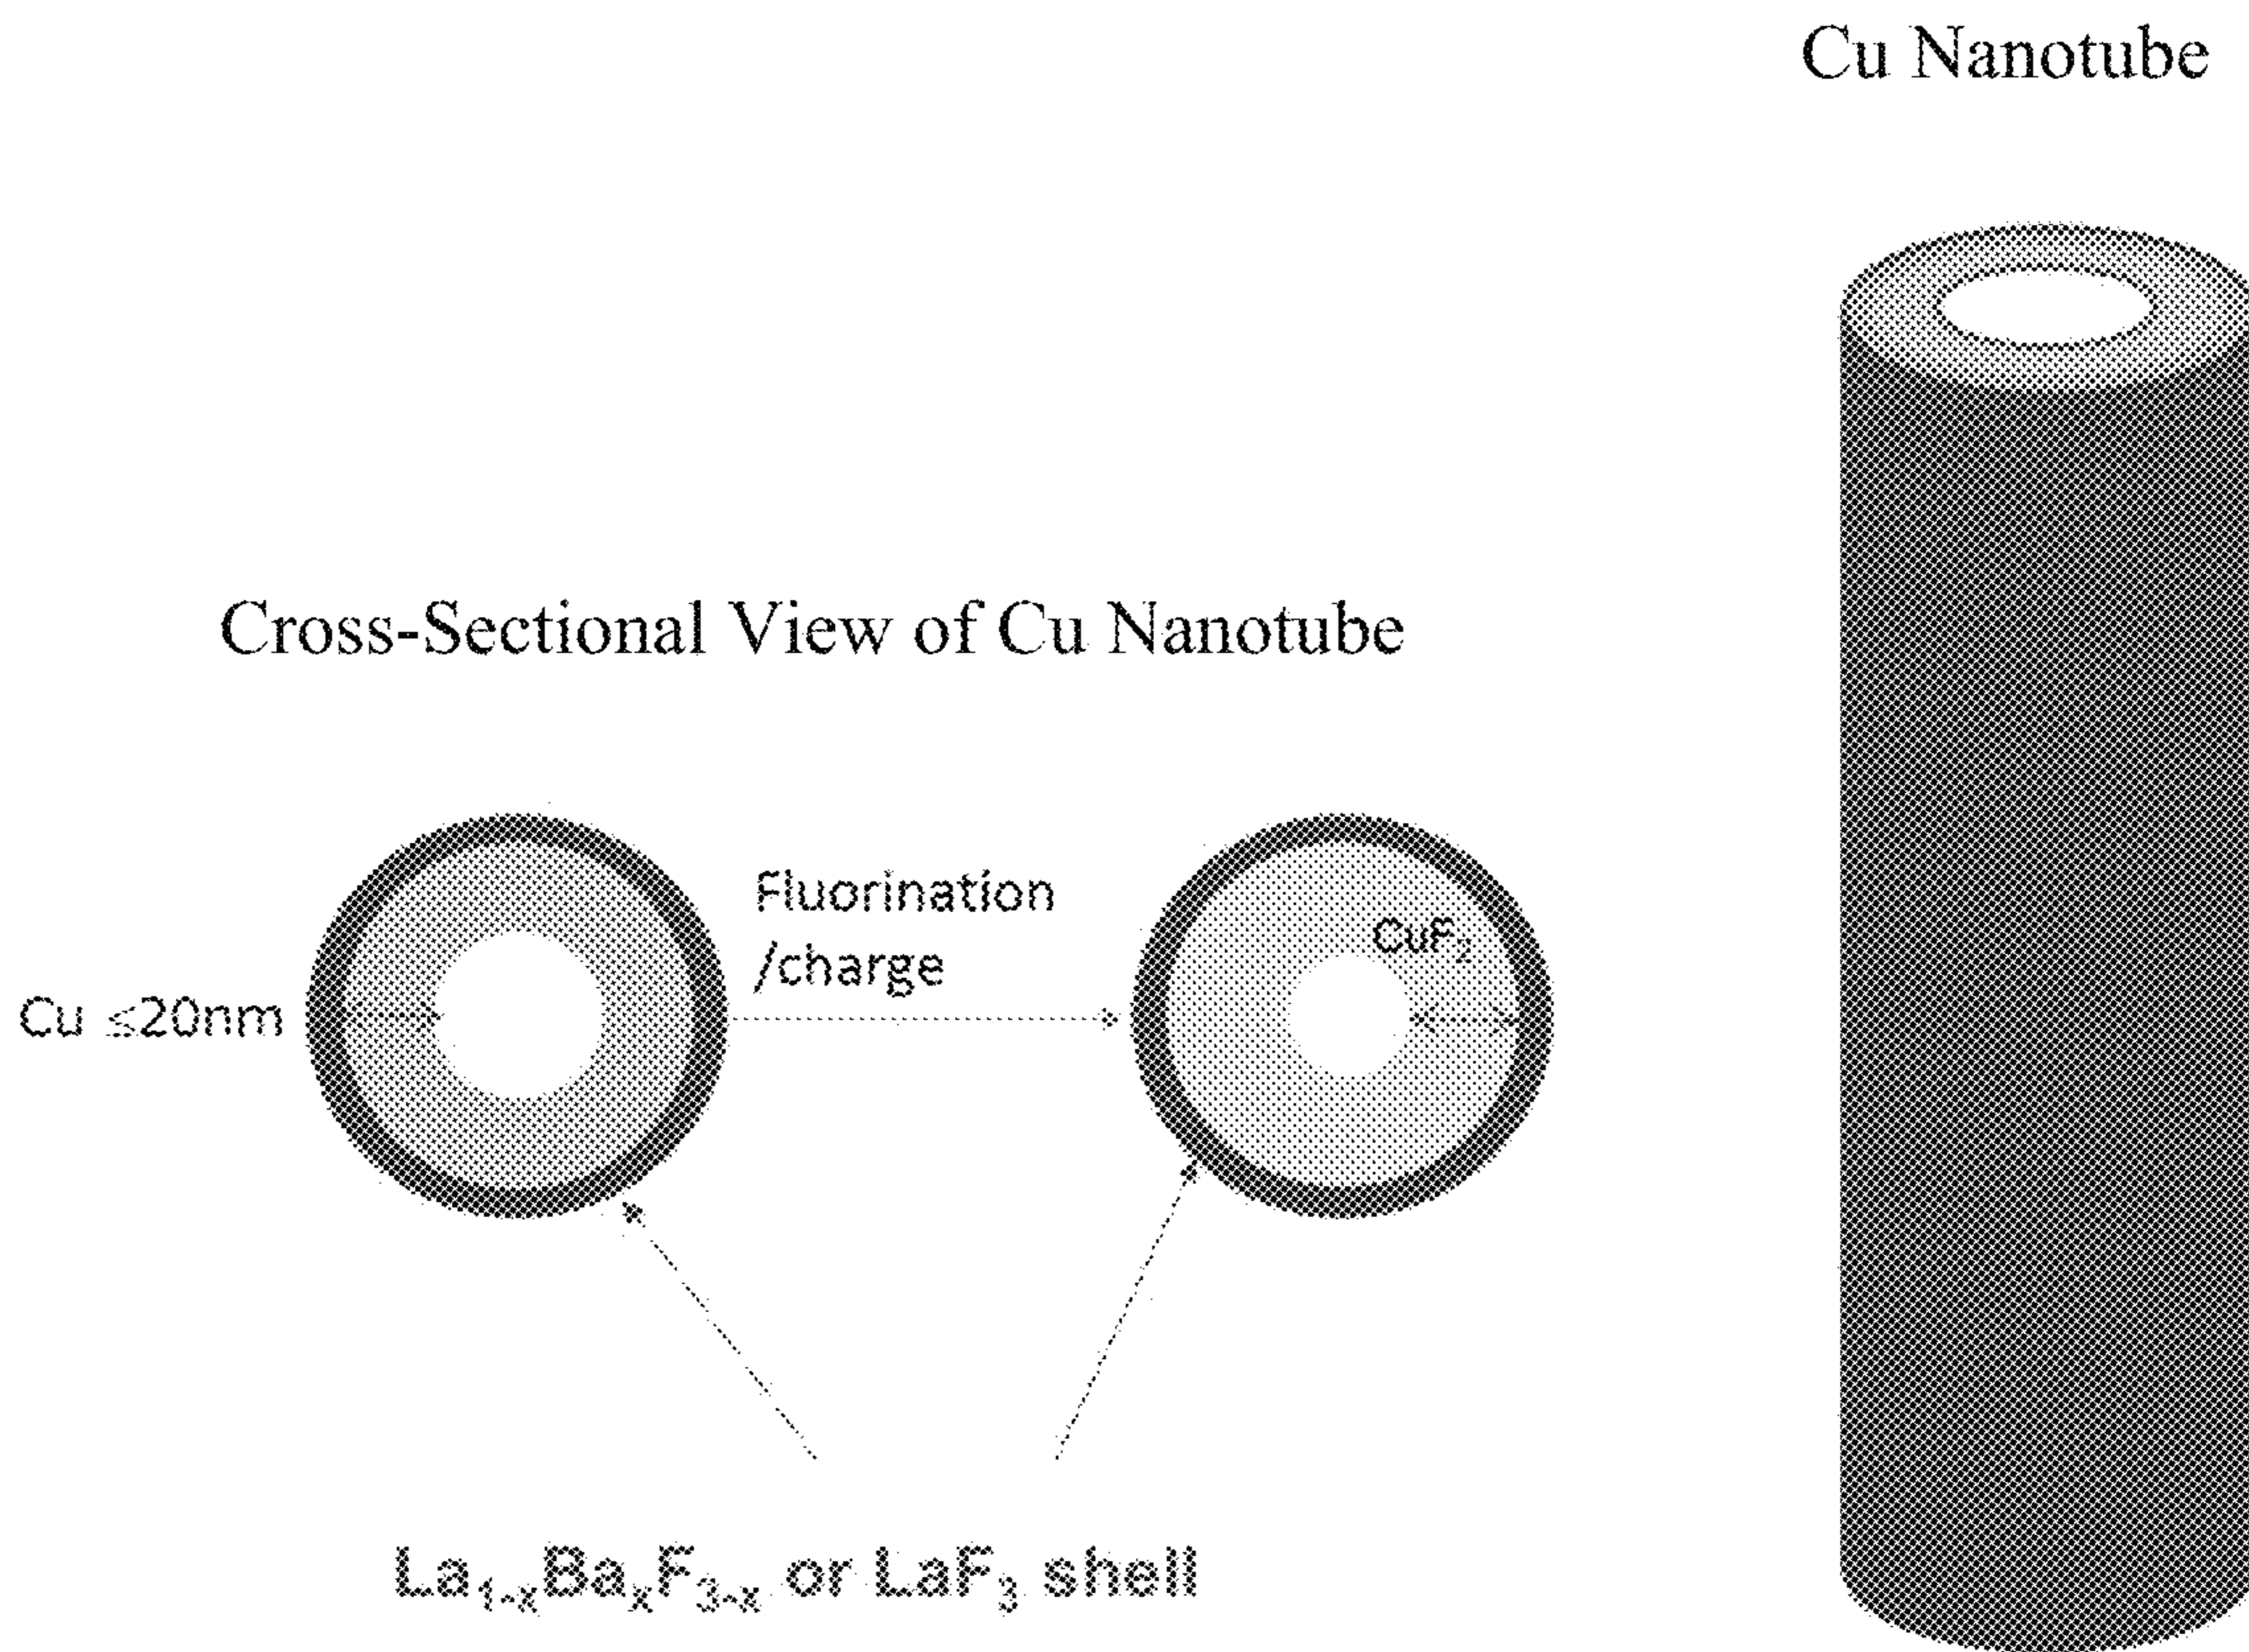 Cu Nanotube
Cross-Sectional View of Cu Nanotube
Fluorination
/charge
CuF₂
Cu ≤20nm
La₁₋ₓBaₓF₃₋ₓ or LaF₃ shell